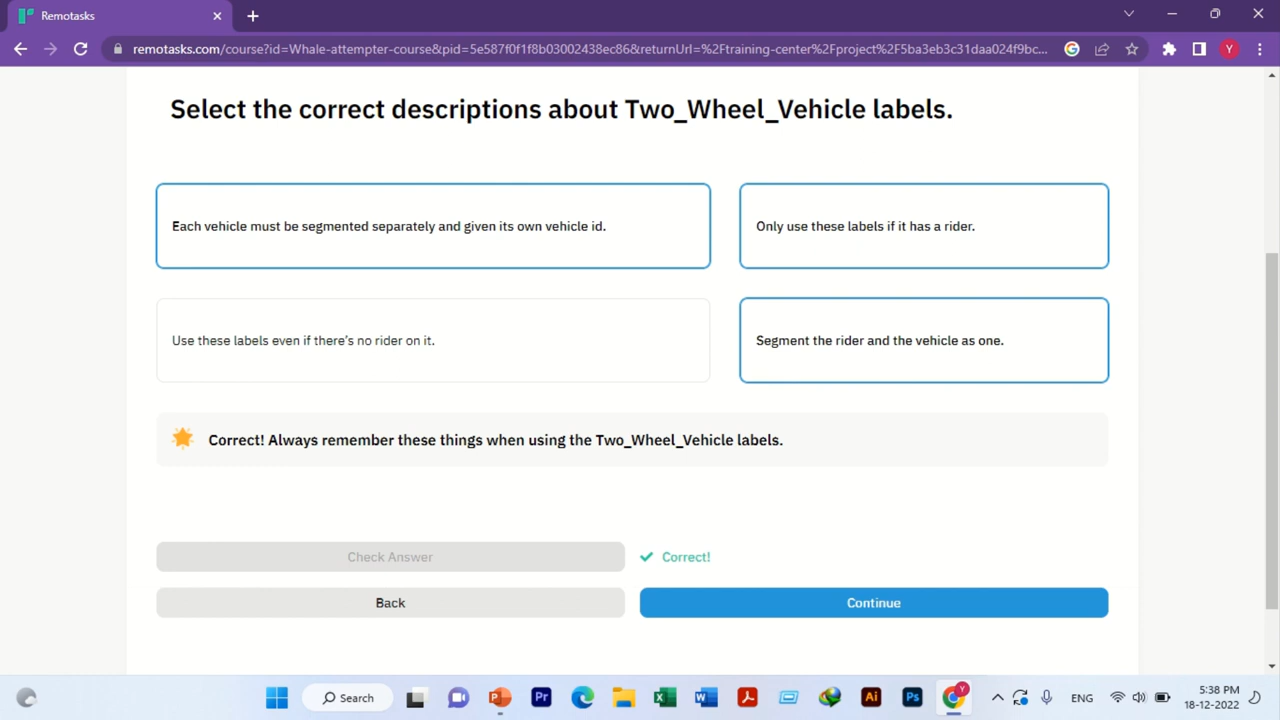 Remotasks
remotasks.com/course?id=Whale-attempter-course&pid=5e587f0f1f8b03002438ec86&returnUrl=%2Ftraining-center%2Fproject%2F5ba3eb3c31daa024f9bc...
Y
Select the correct descriptions about Two_Wheel_Vehicle labels.
Each vehicle must be segmented separately and given its own vehicle id.
Only use these labels if it has a rider.
Use these labels even if there's no rider on it.
Segment the rider and the vehicle as one.
Correct! Always remember these things when using the Two_Wheel_Vehicle labels.
Check Answer
Correct!
Back
Continue
Search
Pr
Ai
Ps
ENG
5:38 PM
18-12-2022